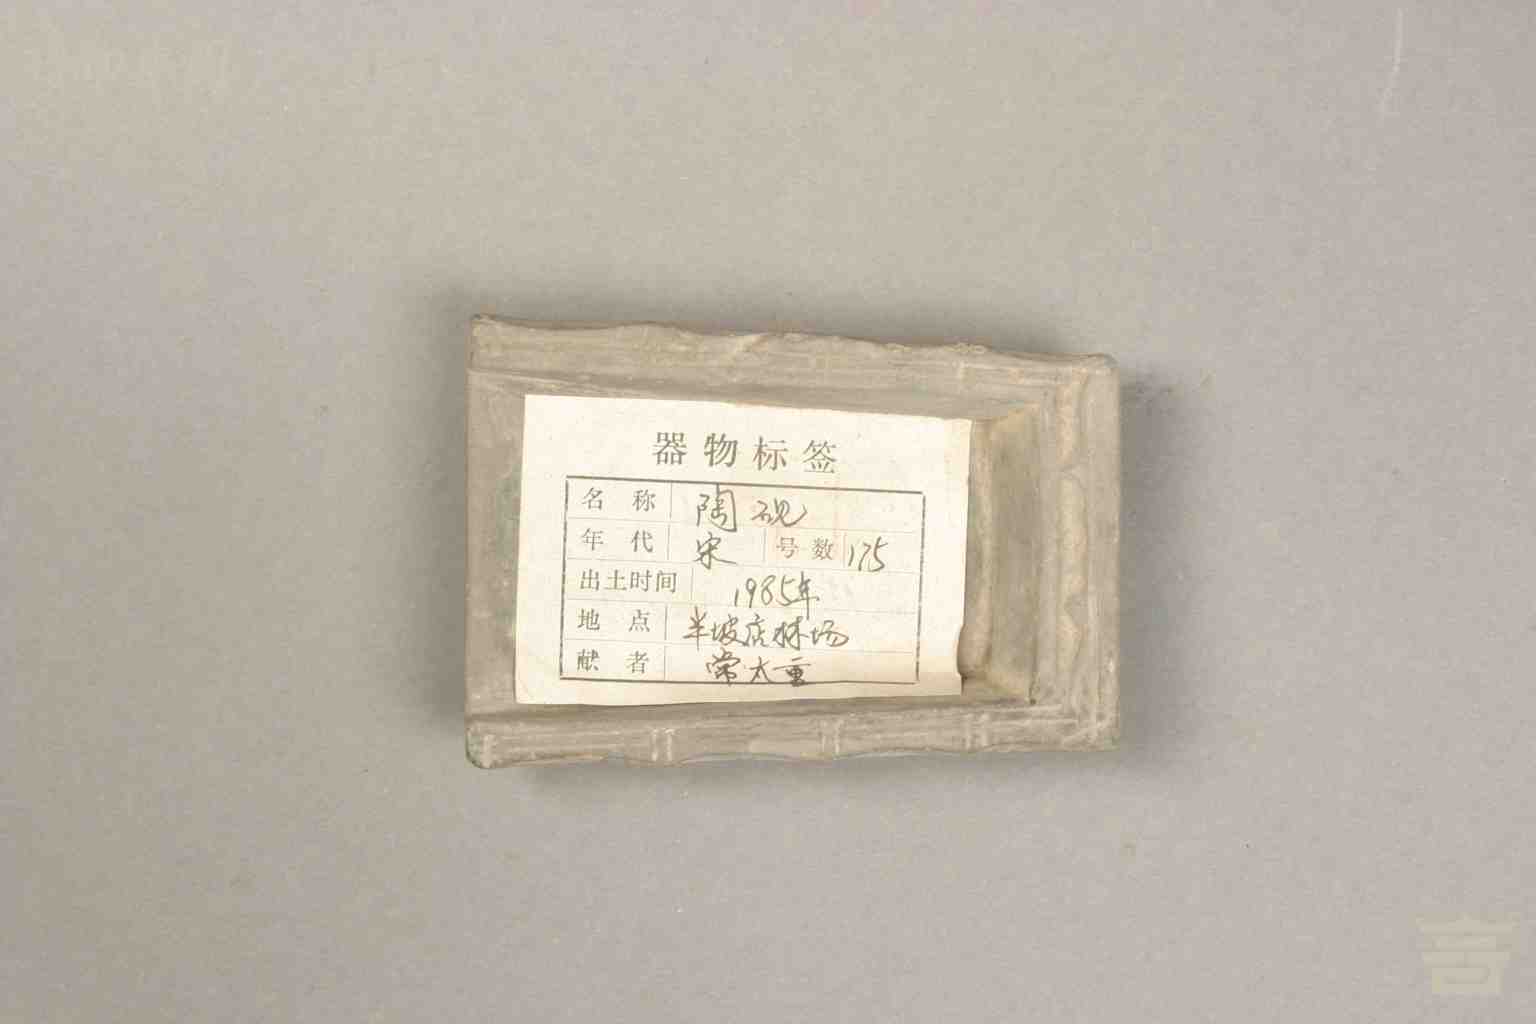 器物标签
名称 陶砚
年代 宋 号数 175
出土时间 1985年
地点 半坡店林场
献者 常太重